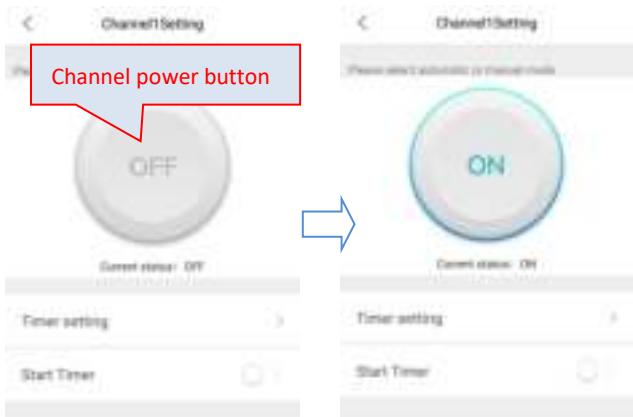 Channel1Setting
Channel power button
OFF
Current status: OFF
Timer setting
Start Timer
Channel1Setting
Please select automatic or manual mode
ON
Current status: ON
Timer setting
Start Timer